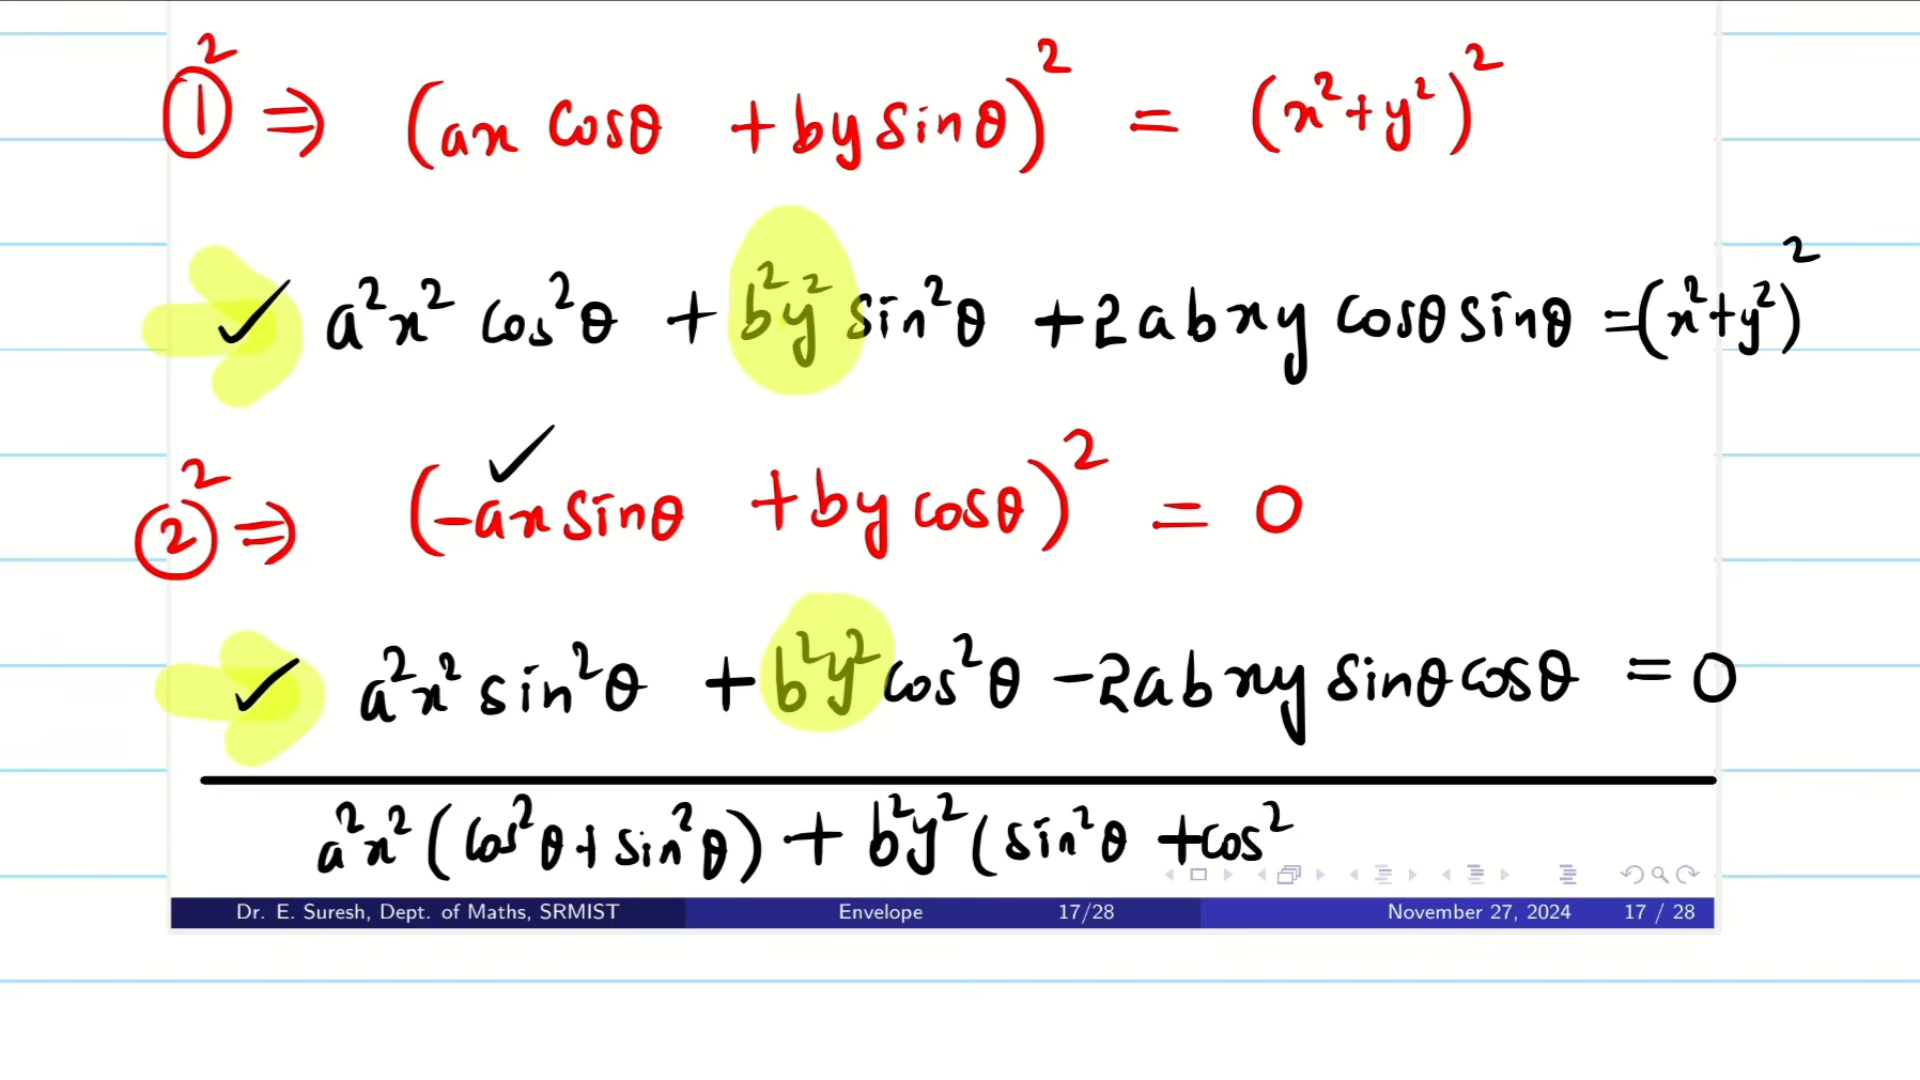 ①² ⇒ (ax cosθ + by sinθ)² = (x²+y²)²
✓ a²x² cos²θ + b²y² sin²θ + 2abxy cosθ sinθ = (x²+y²)²
②² ⇒ (-ax sinθ + by cosθ)² = 0
✓ a²x² sin²θ + b²y² cos²θ - 2abxy sinθ cosθ = 0
a²x² (cos²θ + sin²θ) + b²y² (sin²θ + cos²
Dr. E. Suresh, Dept. of Maths, SRMIST Envelope 17/28 November 27, 2024 17 / 28